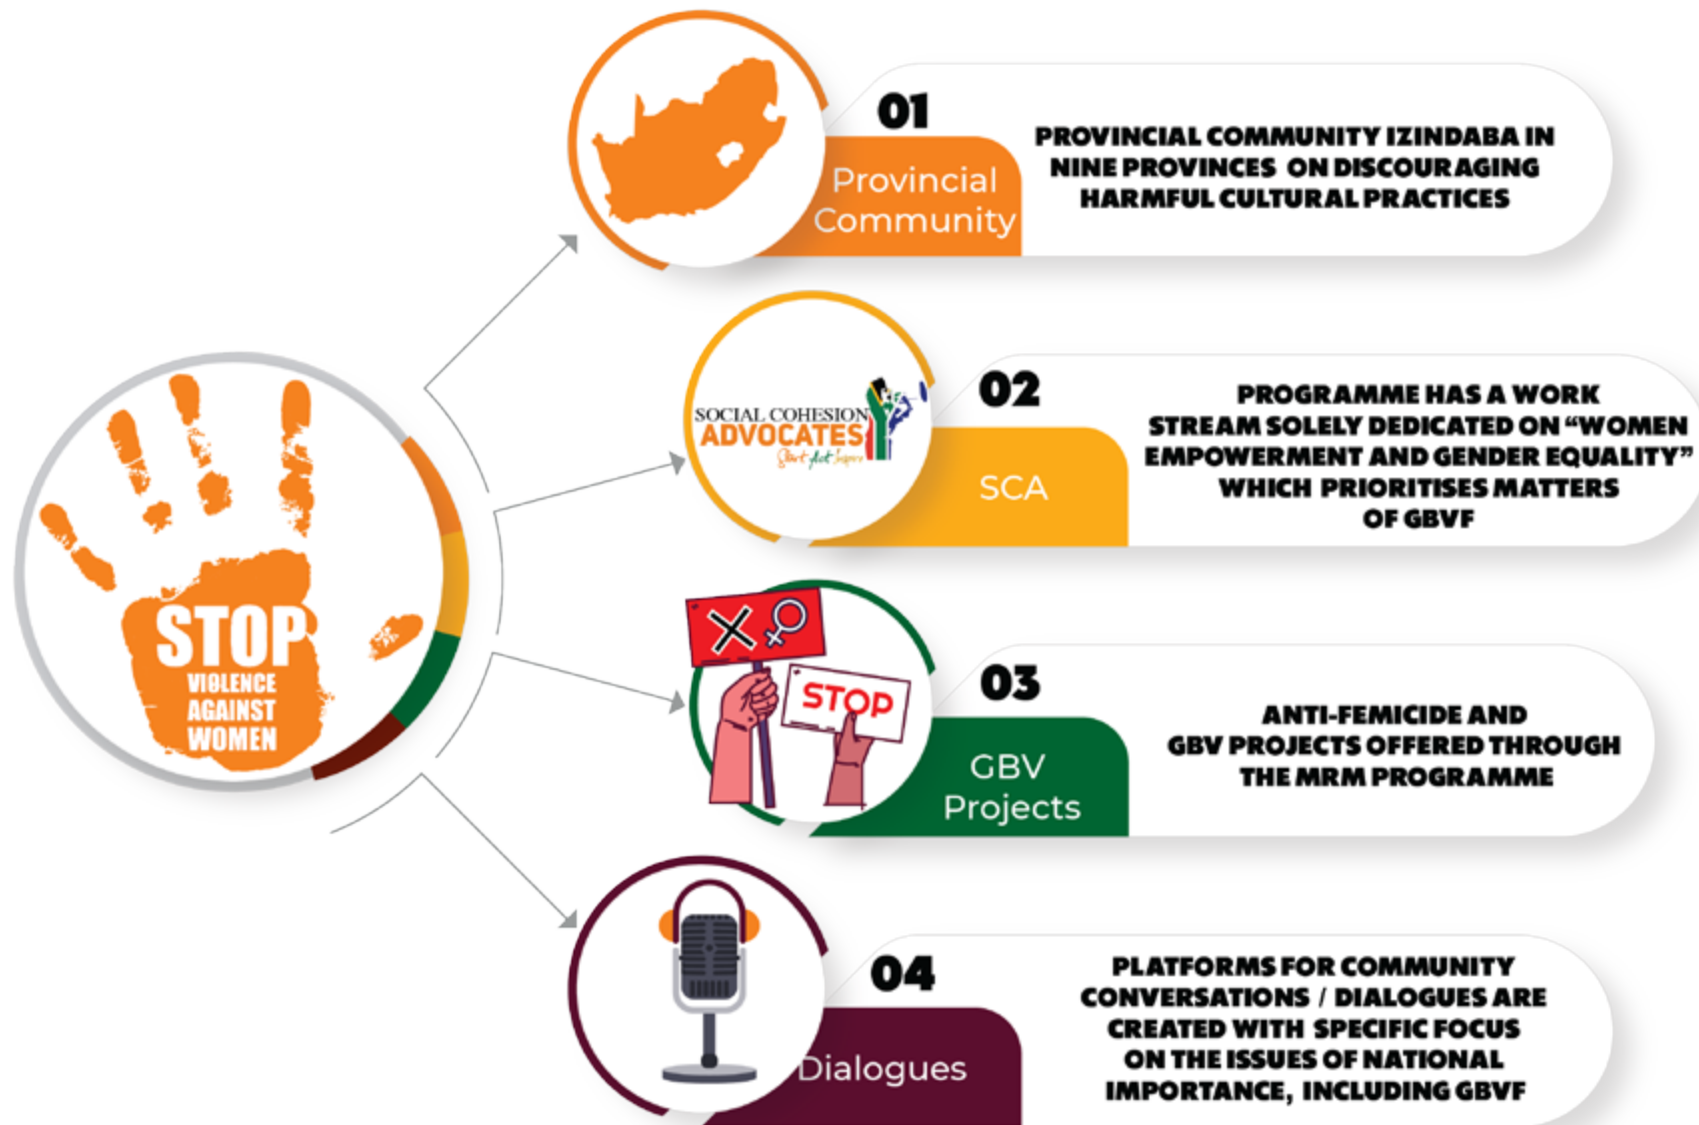 STOP
VIOLENCE
AGAINST
WOMEN
01
Provincial
Community
PROVINCIAL COMMUNITY IZINDABA IN
NINE PROVINCES ON DISCOURAGING
HARMFUL CULTURAL PRACTICES
SOCIAL COHESION
ADVOCATES
Start Act Inspire
02
SCA
PROGRAMME HAS A WORK
STREAM SOLELY DEDICATED ON “WOMEN
EMPOWERMENT AND GENDER EQUALITY”
WHICH PRIORITISES MATTERS
OF GBVF
STOP
03
GBV
Projects
ANTI-FEMICIDE AND
GBV PROJECTS OFFERED THROUGH
THE MRM PROGRAMME
04
Dialogues
PLATFORMS FOR COMMUNITY
CONVERSATIONS / DIALOGUES ARE
CREATED WITH SPECIFIC FOCUS
ON THE ISSUES OF NATIONAL
IMPORTANCE, INCLUDING GBVF